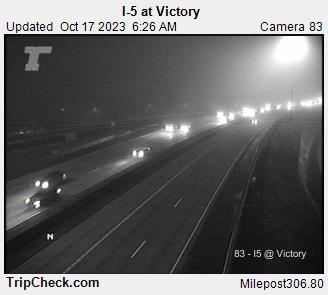 I-5 at Victory
Updated Oct 17 2023 6:26 AM Camera 83
T
N
83 - I5 @ Victory
TripCheck.com Milepost306.80